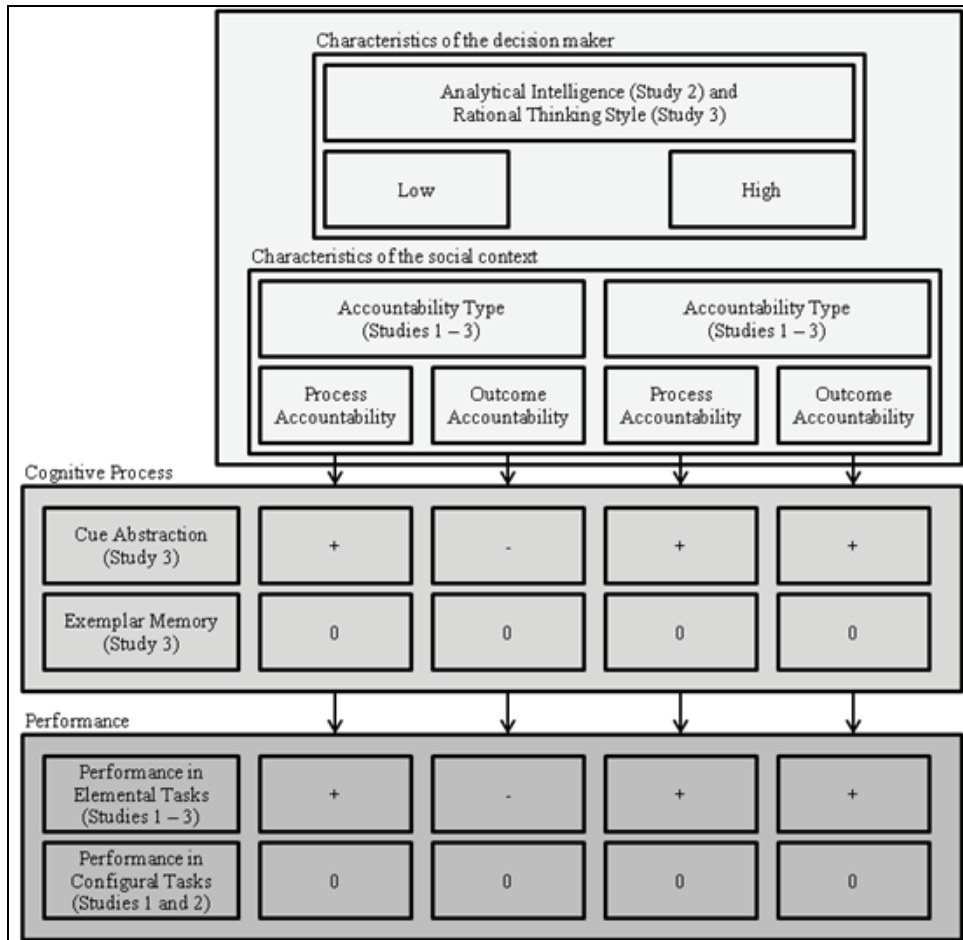 Characteristics of the decision maker
Analytical Intelligence (Study 2) and
Rational Thinking Style (Study 3)
Low
High
Characteristics of the social context
Accountability Type
(Studies 1 – 3)
Accountability Type
(Studies 1 – 3)
Process
Accountability
Outcome
Accountability
Process
Accountability
Outcome
Accountability
Cognitive Process
Cue Abstraction
(Study 3)
+
-
+
+
Exemplar Memory
(Study 3)
0
0
0
0
Performance
Performance in
Elemental Tasks
(Studies 1 – 3)
+
-
+
+
Performance in
Configural Tasks
(Studies 1 and 2)
0
0
0
0